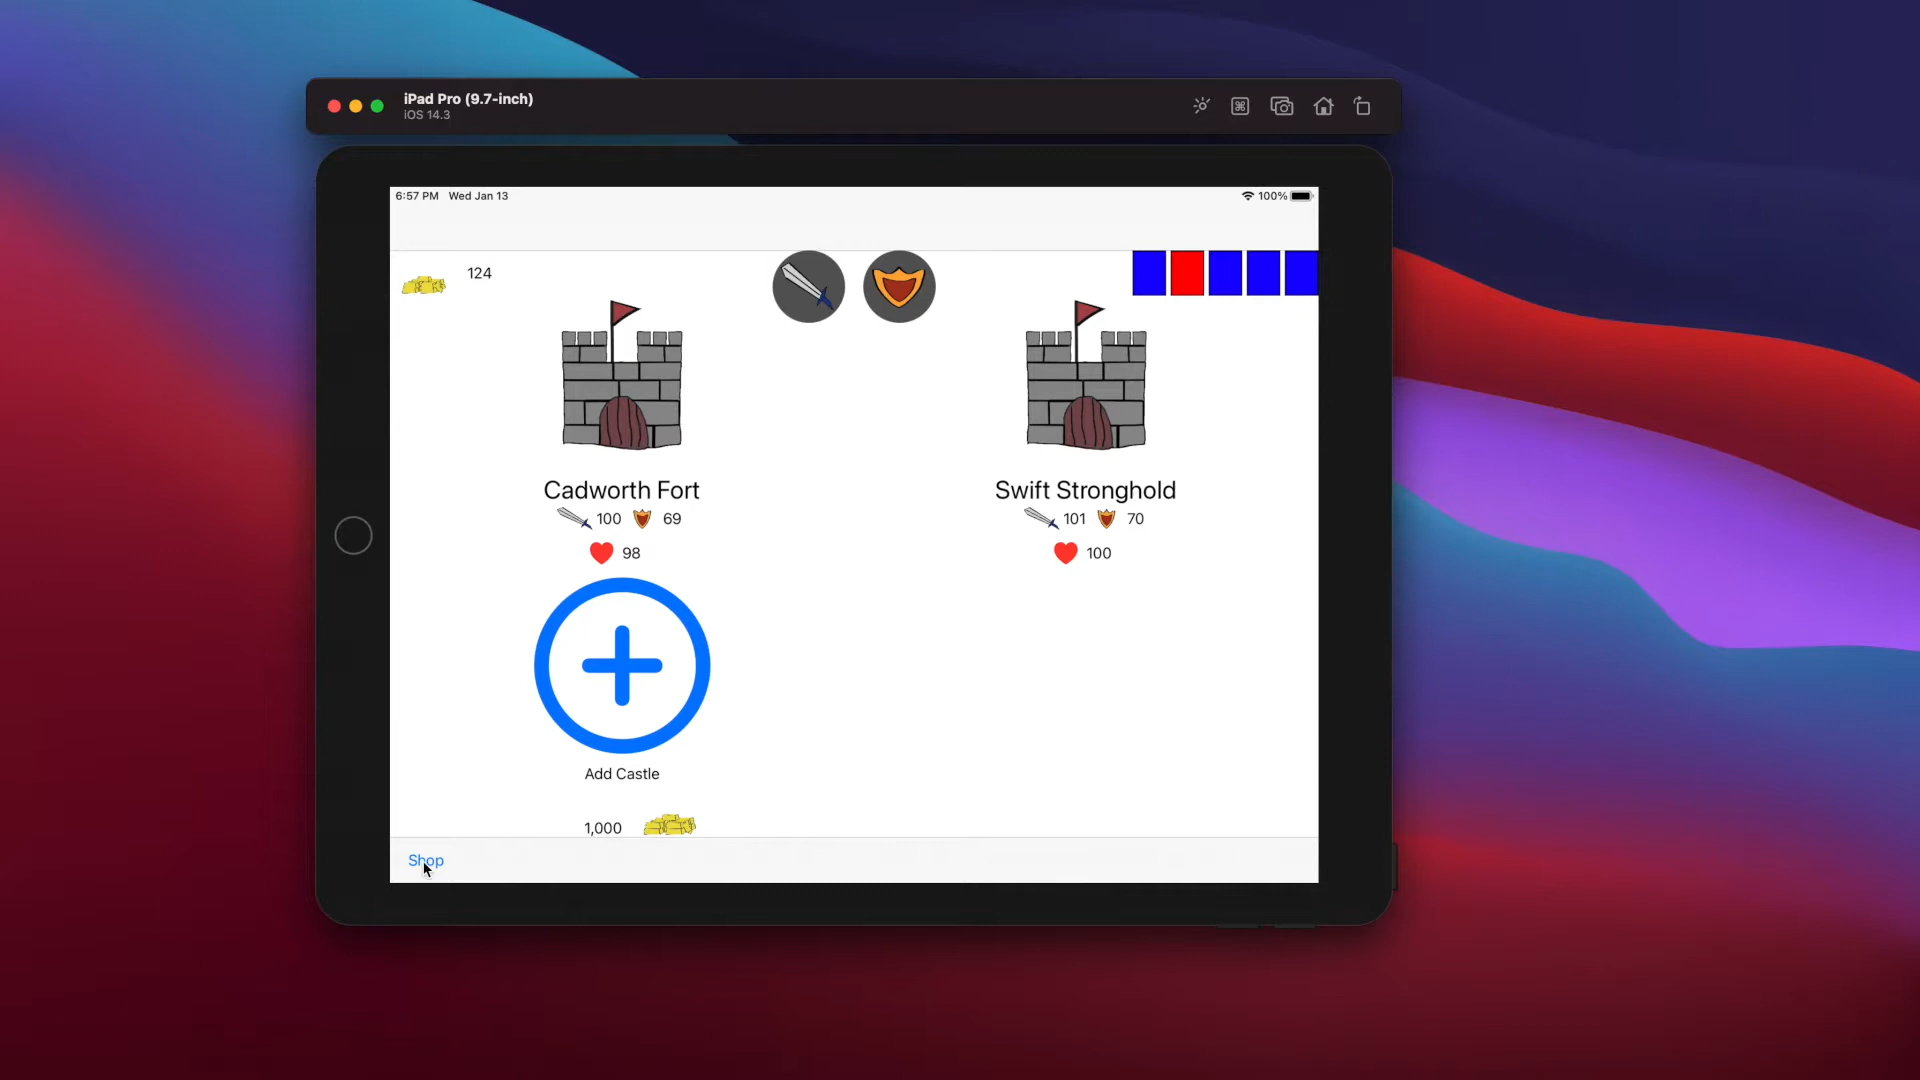 iPad Pro (9.7-inch)
iOS 14.3
6:57 PM Wed Jan 13
100%
124
Cadworth Fort
100 69
98
Swift Stronghold
101 70
100
Add Castle
1,000
Shop